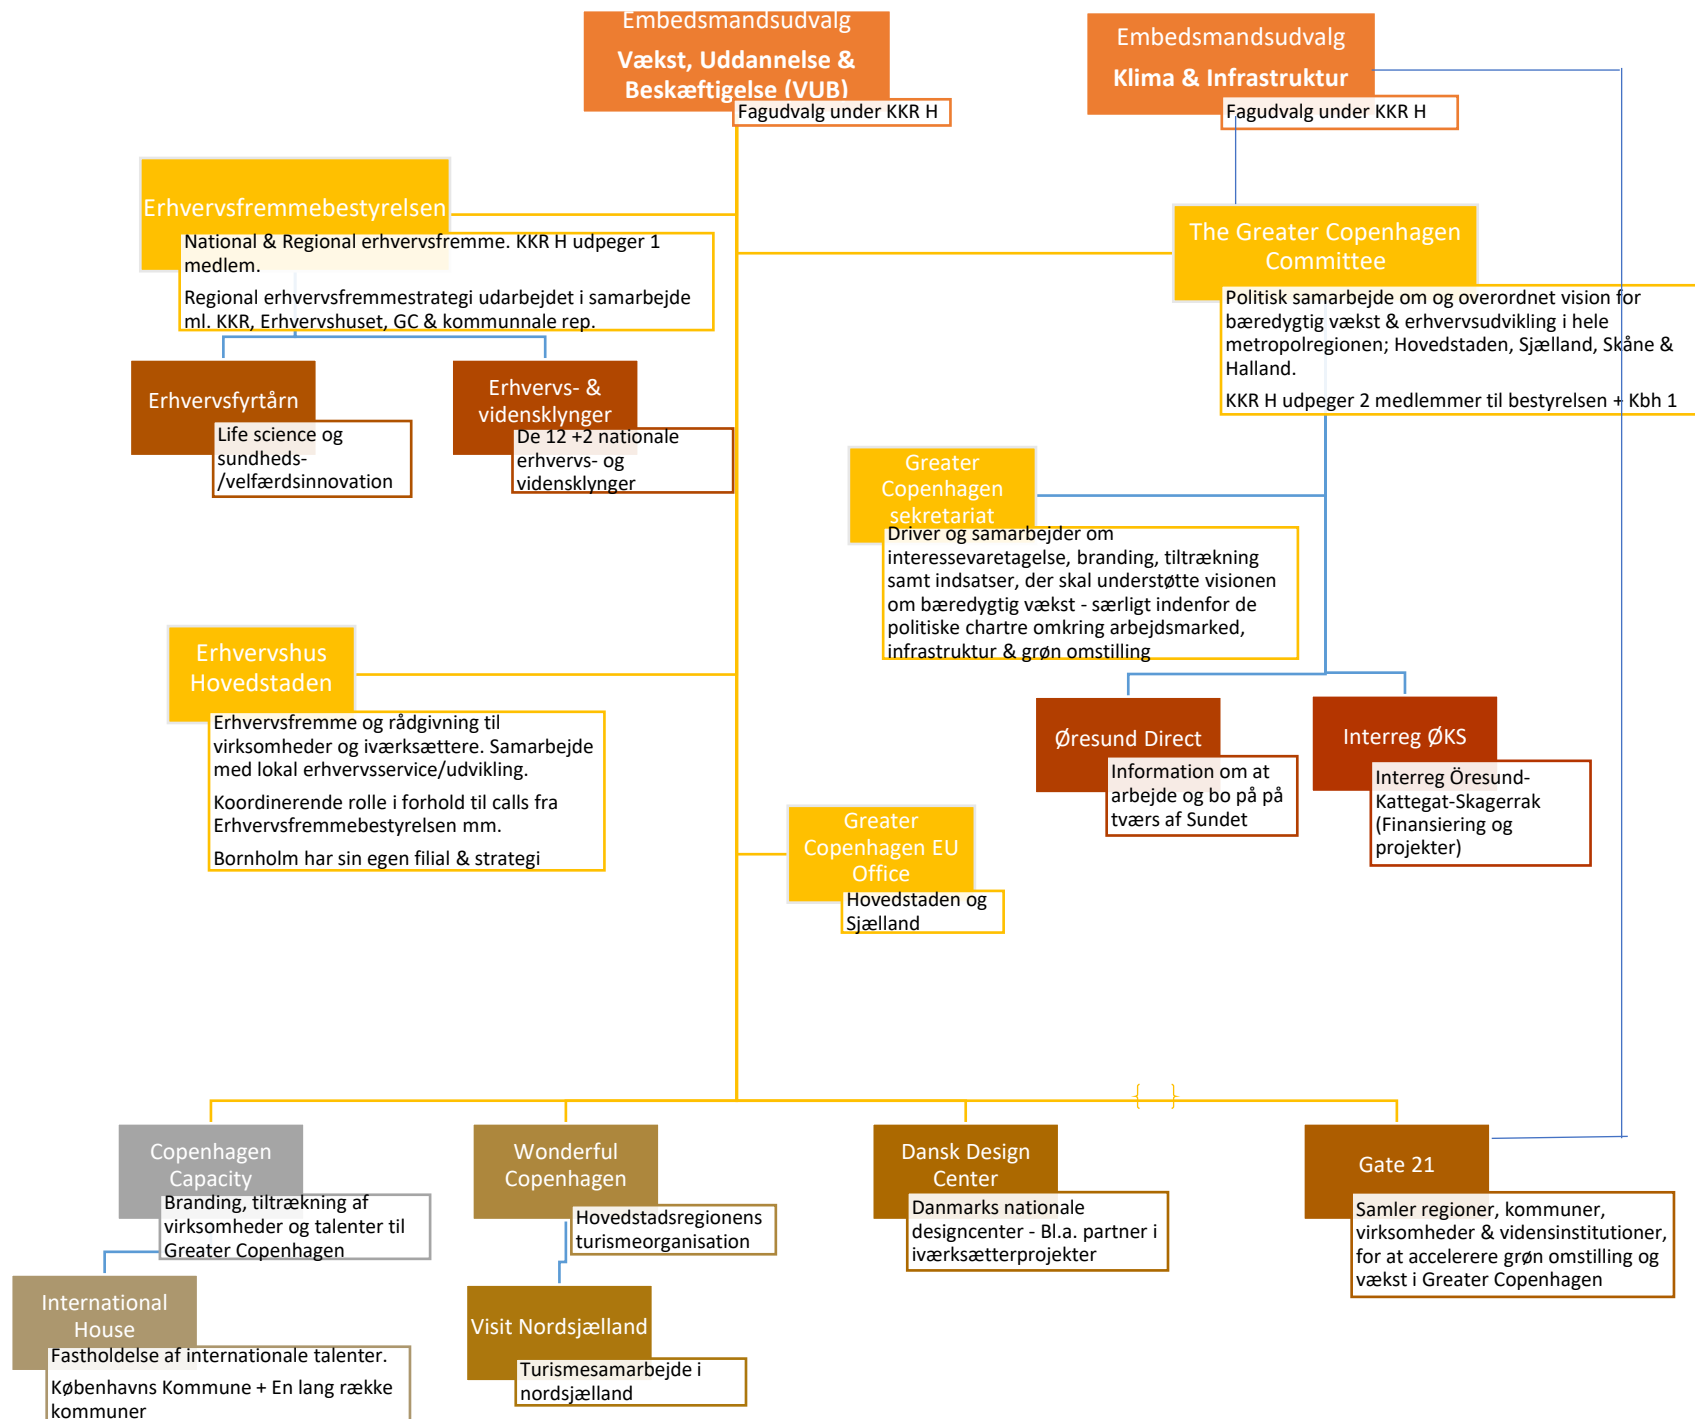 Embedsmandsudvalg
Vækst, Uddannelse &
Beskæftigelse (VUB)
Fagudvalg under KKR H
Embedsmandsudvalg
Klima & Infrastruktur
Fagudvalg under KKR H
Erhvervsfremmebestyrelsen
National & Regional erhvervsfremme. KKR H udpeger 1
medlem.
Regional erhvervsfremmestrategi udarbejdet i samarbejde
ml. KKR, Erhvervshuset, GC & kommunnale rep.
The Greater Copenhagen
Committee
Politisk samarbejde om og overordnet vision for
bæredygtig vækst & erhvervsudvikling i hele
metropolregionen; Hovedstaden, Sjælland, Skåne &
Halland.
KKR H udpeger 2 medlemmer til bestyrelsen + Kbh 1
Erhvervsfyrtårn
Life science og
sundheds-
/velfærdsinnovation
Erhvervs- &
vidensklynger
De 12 +2 nationale
erhvervs- og
vidensklynger
Greater
Copenhagen
sekretariat
Driver og samarbejder om
interessevaretagelse, branding, tiltrækning
samt indsatser, der skal understøtte visionen
om bæredygtig vækst - særligt indenfor de
politiske chartre omkring arbejdsmarked,
infrastruktur & grøn omstilling
Erhvervshus
Hovedstaden
Erhvervsfremme og rådgivning til
virksomheder og iværksættere. Samarbejde
med lokal erhvervsservice/udvikling.
Koordinerende rolle i forhold til calls fra
Erhvervsfremmebestyrelsen mm.
Bornholm har sin egen filial & strategi
Øresund Direct
Information om at
arbejde og bo på på
tværs af Sundet
Interreg ØKS
Interreg Öresund-
Kattegat-Skagerrak
(Finansiering og
projekter)
Greater
Copenhagen EU
Office
Hovedstaden og
Sjælland
Copenhagen
Capacity
Branding, tiltrækning af
virksomheder og talenter til
Greater Copenhagen
Wonderful
Copenhagen
Hovedstadsregionens
turismeorganisation
Dansk Design
Center
Danmarks nationale
designcenter - Bl.a. partner i
iværksætterprojekter
Gate 21
Samler regioner, kommuner,
virksomheder & vidensinstitutioner,
for at accelerere grøn omstilling og
vækst i Greater Copenhagen
International
House
Fastholdelse af internationale talenter.
Københavns Kommune + En lang række
kommuner
Visit Nordsjælland
Turismesamarbejde i
nordsjælland